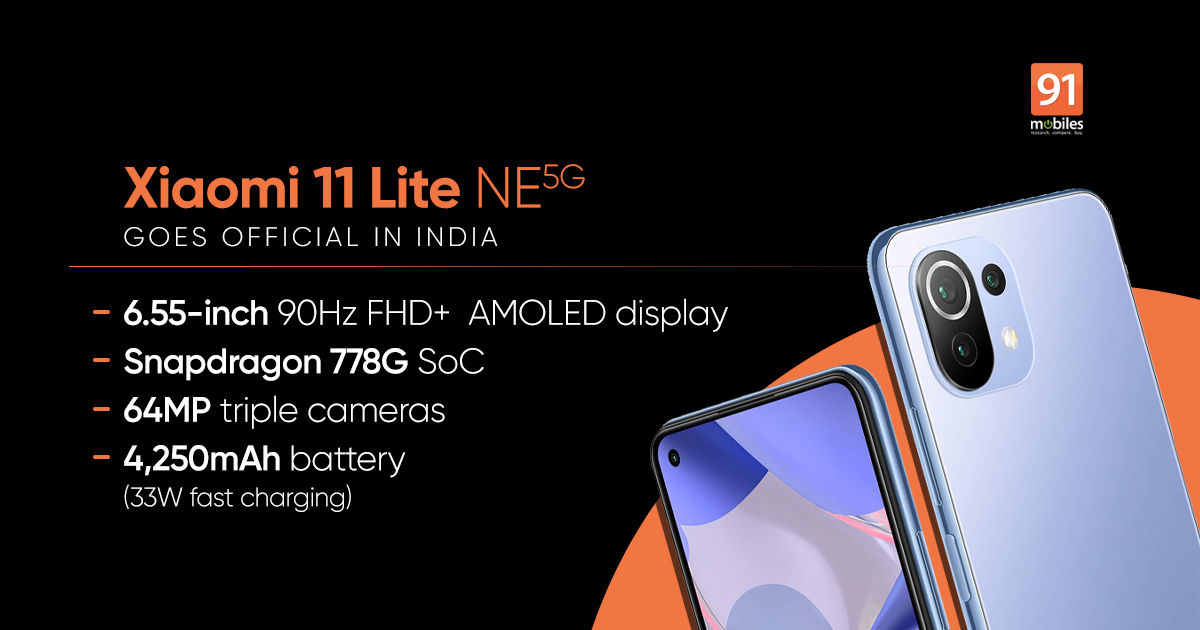 91
mobiles
research. compare. buy.
Xiaomi 11 Lite NE5G
GOES OFFICIAL IN INDIA
– 6.55-inch 90Hz FHD+ AMOLED display
– Snapdragon 778G SoC
– 64MP triple cameras
– 4,250mAh battery
(33W fast charging)